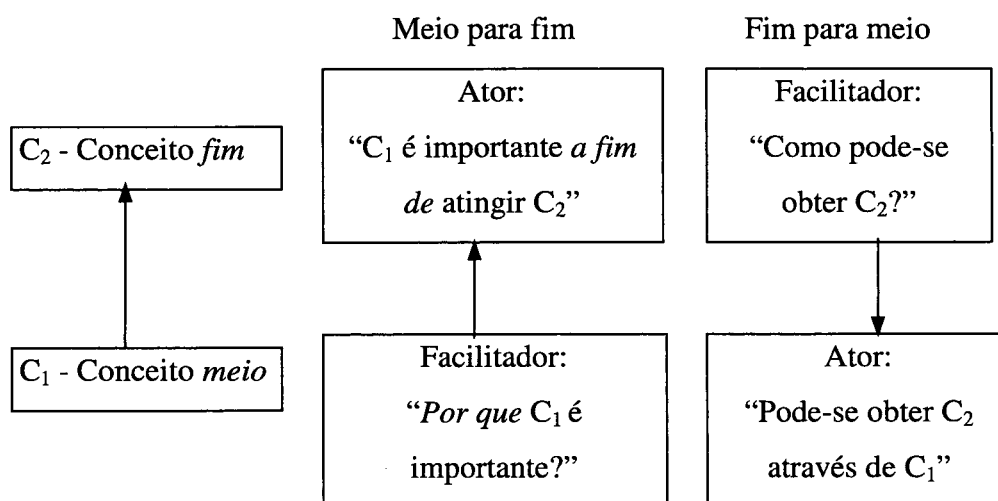 Meio para fim
Fim para meio
C₂ - Conceito fim
C₁ - Conceito meio
Ator:
“C₁ é importante a fim
de atingir C₂”
Facilitador:
“Por que C₁ é
importante?”
Facilitador:
“Como pode-se
obter C₂?”
Ator:
“Pode-se obter C₂
através de C₁”